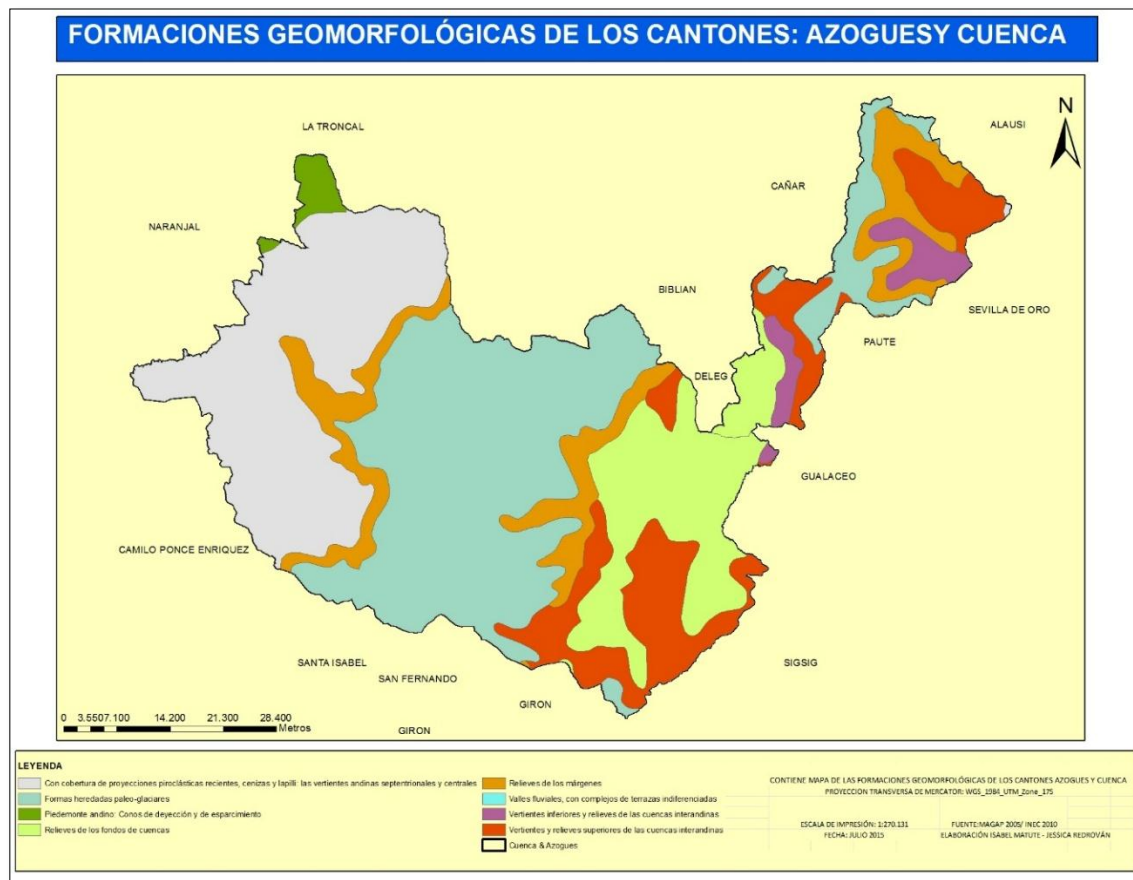 FORMACIONES GEOMORFOLÓGICAS DE LOS CANTONES: AZOGUESY CUENCA
N
LA TRONCAL
ALAUSI
CAÑAR
NARANJAL
BIBLIAN
SEVILLA DE ORO
PAUTE
DELEG
GUALACEO
CAMILO PONCE ENRIQUEZ
SANTA ISABEL
SAN FERNANDO
SIGSIG
GIRON
GIRON
0 3.5507.100 14.200 21.300 28.400
Metros
LEYENDA
Con cobertura de proyecciones piroclásticas recientes, cenizas y lapilli: las vertientes andinas septentrionales y centrales
Formas heredadas paleo-glaciares
Piedemonte andino: Conos de deyección y de esparcimiento
Relieves de los fondos de cuencas
Relieves de los márgenes
Valles fluviales, con complejos de terrazas indiferenciadas
Vertientes inferiores y relieves de las cuencas interandinas
Vertientes y relieves superiores de las cuencas interandinas
Cuenca & Azogues
CONTIENE MAPA DE LAS FORMACIONES GEOMORFOLÓGICAS DE LOS CANTONES AZOGUES Y CUENCA
PROYECCION TRANSVERSA DE MERCATOR: WGS_1984_UTM_Zone_17S
ESCALA DE IMPRESIÓN: 1:270.131 FUENTE:MAGAP 2005/ INEC 2010
FECHA: JULIO 2015 ELABORACIÓN ISABEL MATUTE - JESSICA REDROVÁN